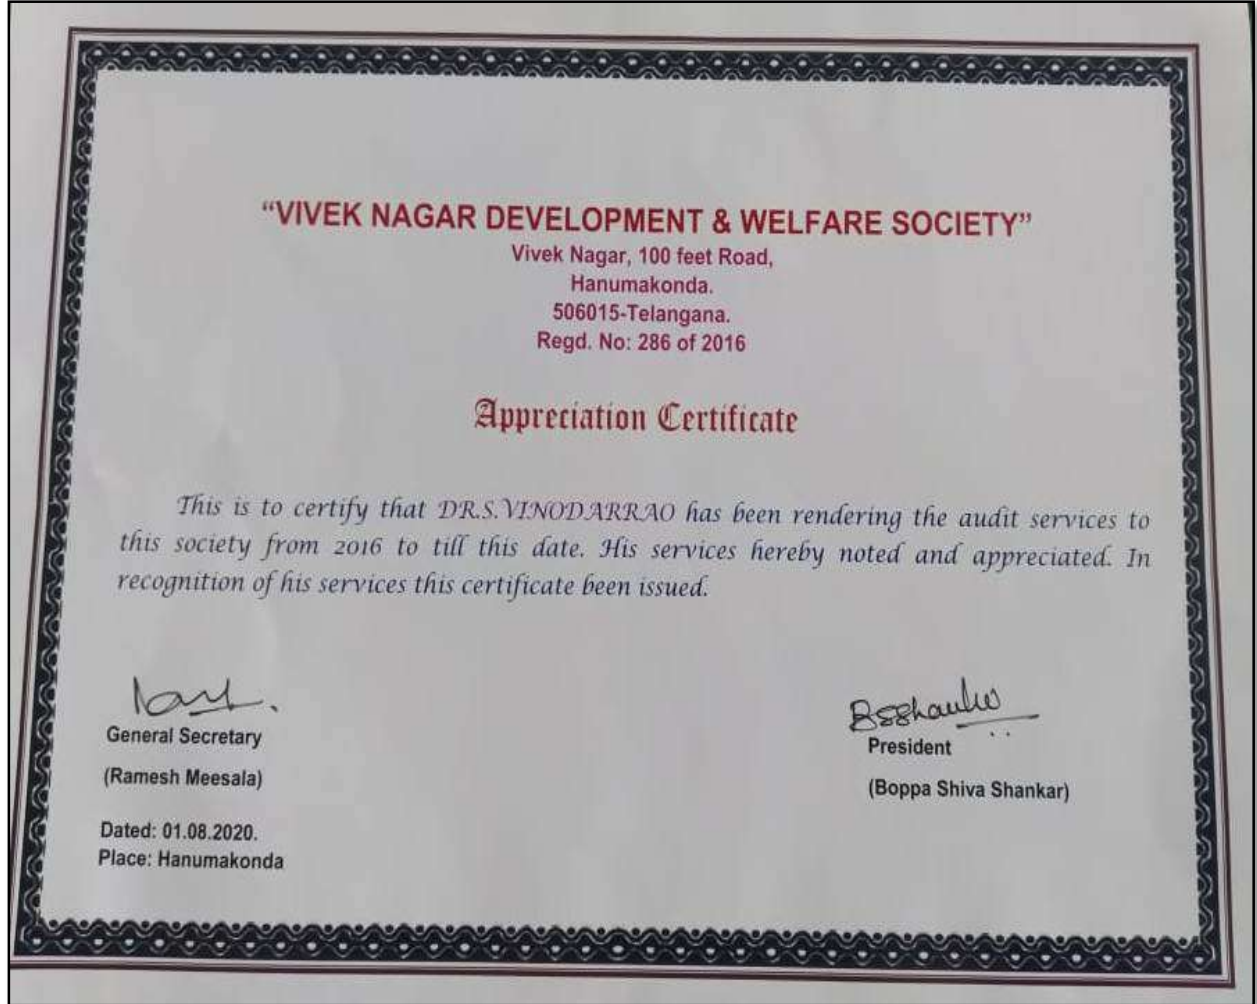 “VIVEK NAGAR DEVELOPMENT & WELFARE SOCIETY”
Vivek Nagar, 100 feet Road,
Hanumakonda.
506015-Telangana.
Regd. No: 286 of 2016
Appreciation Certificate
This is to certify that DR.S.VINODARRAO has been rendering the audit services to
this society from 2016 to till this date. His services hereby noted and appreciated. In
recognition of his services this certificate been issued.
General Secretary
(Ramesh Meesala)
Dated: 01.08.2020.
Place: Hanumakonda
President
(Boppa Shiva Shankar)